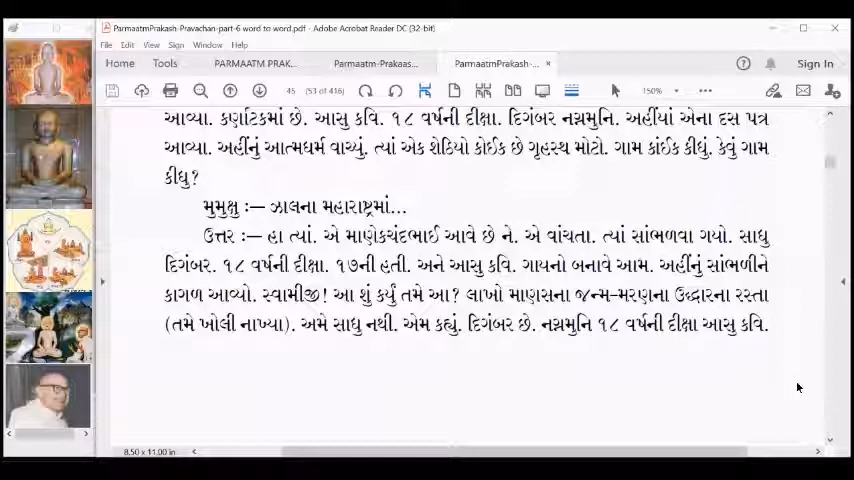 ParmaatmPrakash-Pravachan-part-6 word to word.pdf - Adobe Acrobat Reader DC (32-bit)
File Edit View Sign Window Help
Home Tools PARMAATM PRAK... Parmatm-Prakaas... ParmatmPrakash-... × Sign In
45 (53 of 416) 150%
આવ્યા. કર્ણાટકમાં છે. આસુ કવિ. ૧૮ વર્ષની દીક્ષા. દિગંબર નગ્નમુનિ. અહીંયાં એના દસ પત્ર
આવ્યા. અહીંનું આત્મધર્મ વાચ્યું. ત્યાં એક શેઠિયો કોઈક છે ગૃહસ્થ મોટો. ગામ કાંઈક કીધું. કેવું ગામ
કીધુ?
મુમુક્ષુ :— ઝાલના મહારાષ્ટ્રમાં...
ઉત્તર :— હા ત્યાં. એ માણેકચંદભાઈ આવે છે ને. એ વાંચતા. ત્યાં સાંભળવા ગયો. સાધુ
દિગંબર. ૧૮ વર્ષની દીક્ષા. ૧૭ની હતી. અને આસુ કવિ. ગાયનો બનાવે આમ. અહીંનું સાંભળીને
કાગળ આવ્યો. સ્વામીજી! આ શું કર્યું તમે આ? લાખો માણસના જન્મ-મરણના ઉદ્ધારના રસ્તા
(તમે ખોલી નાખ્યા). અમે સાધુ નથી. એમ કહ્યું. દિગંબર છે. નગ્નમુનિ ૧૮ વર્ષની દીક્ષા આસુ કવિ.
8.50 x 11.00 in